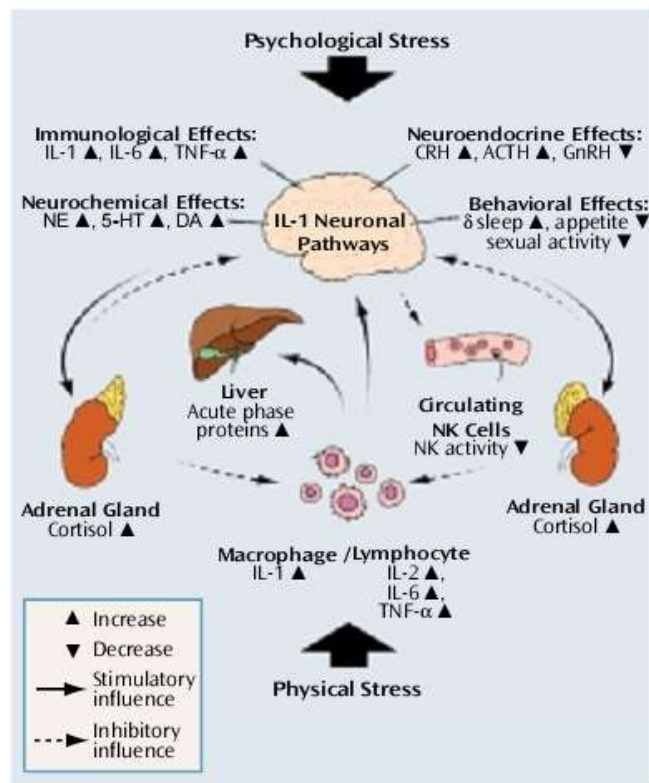 Psychological Stress
Immunological Effects:
IL-1 ▲, IL-6 ▲, TNF-α ▲
Neuroendocrine Effects:
CRH ▲, ACTH ▲, GnRH ▼
Neurochemical Effects:
NE ▲, 5-HT ▲, DA ▲
IL-1 Neuronal
Pathways
Behavioral Effects:
δ sleep ▲, appetite ▼
sexual activity ▼
Liver
Acute phase
proteins ▲
Circulating
NK Cells
NK activity ▼
Adrenal Gland
Cortisol ▲
Adrenal Gland
Cortisol ▲
Macrophage /Lymphocyte
IL-1 ▲ IL-2 ▲,
IL-6 ▲,
TNF-α ▲
Physical Stress
▲ Increase
▼ Decrease
Stimulatory
influence
Inhibitory
influence